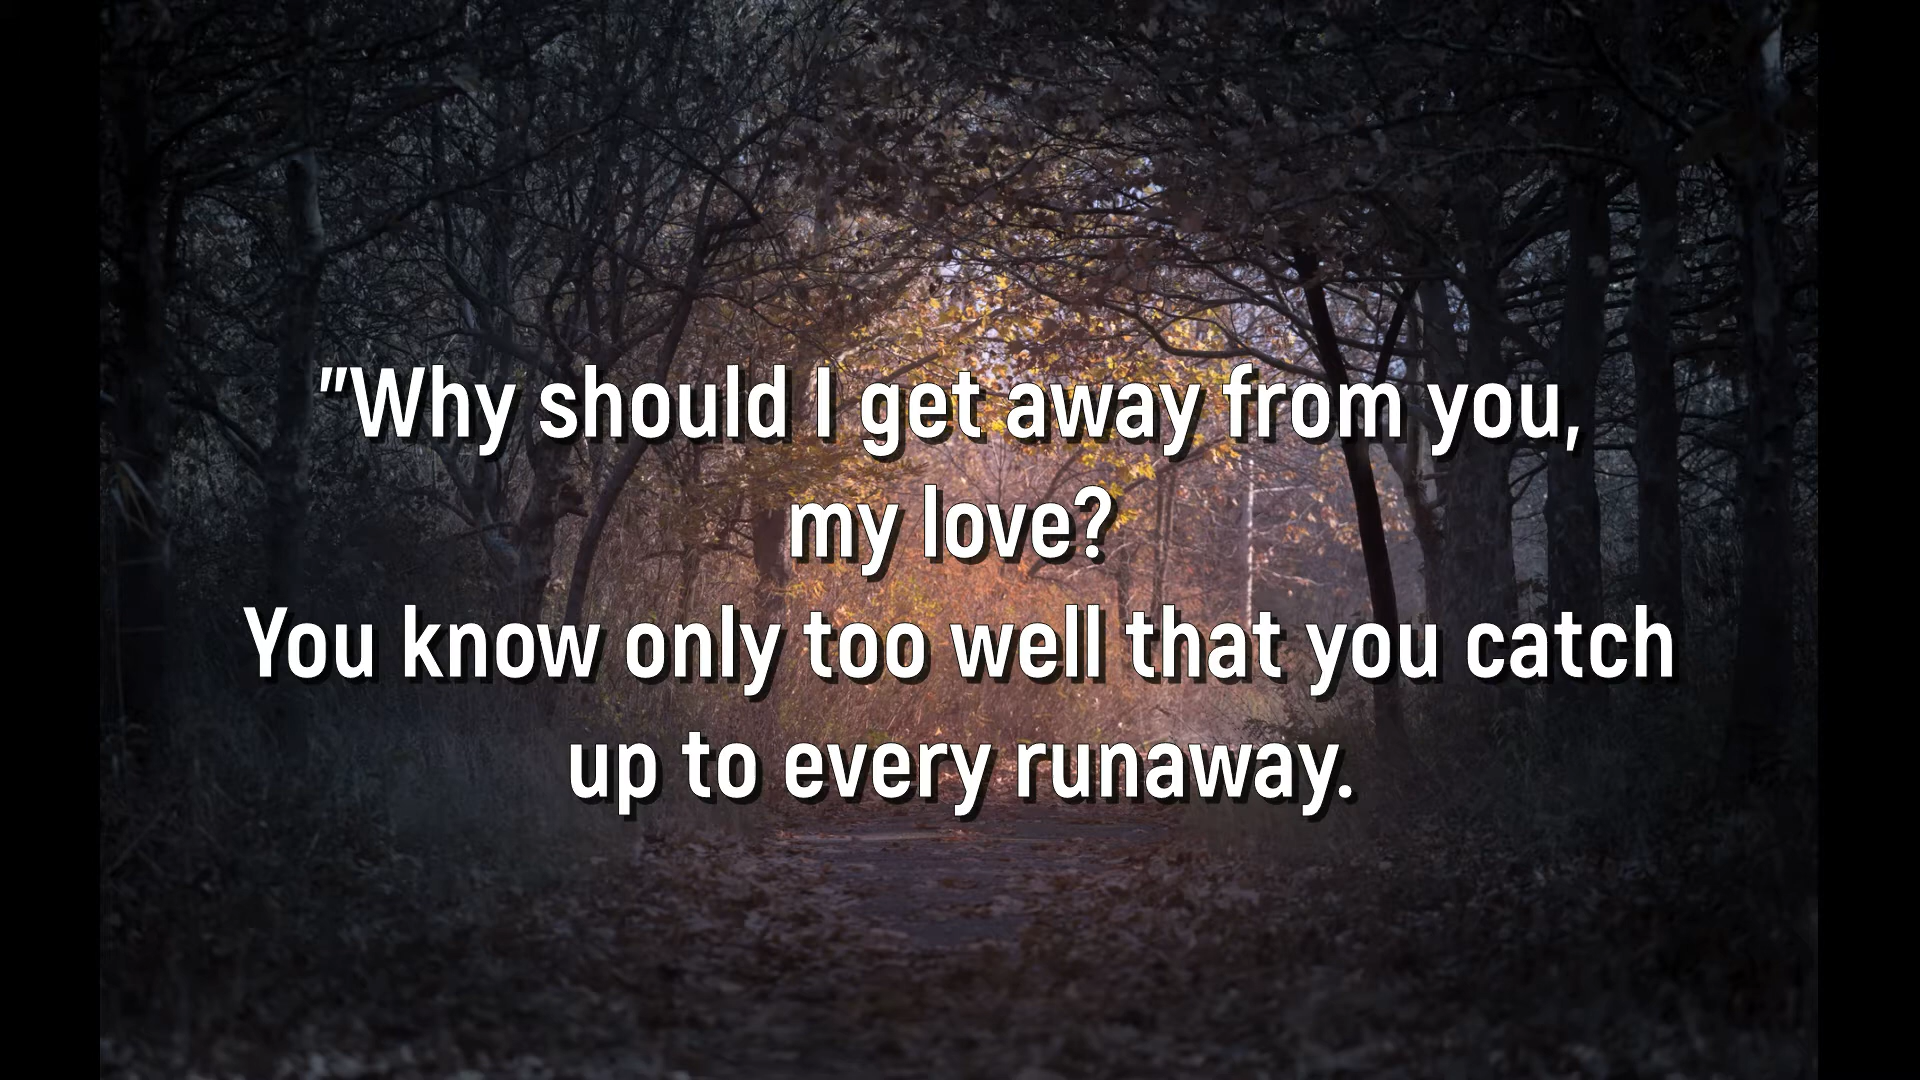 "Why should I get away from you,
my love?
You know only too well that you catch
up to every runaway.